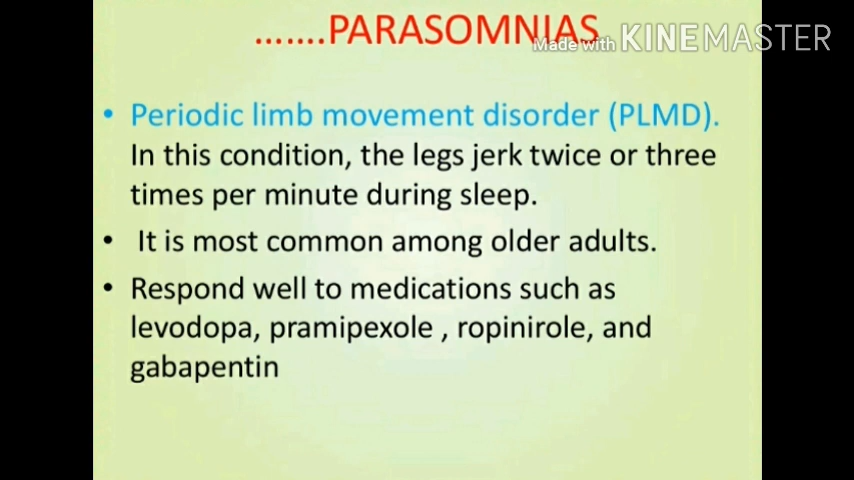 .......PARASOMNIAS
Made with KINEMASTER
• Periodic limb movement disorder (PLMD).
In this condition, the legs jerk twice or three
times per minute during sleep.
• It is most common among older adults.
• Respond well to medications such as
levodopa, pramipexole , ropinirole, and
gabapentin